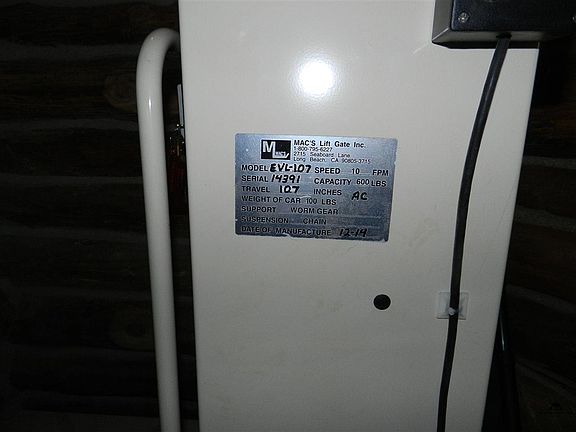 MAC'S
MAC'S Lift Gate Inc.
1-800-795-6227
2715 Seaboard Lane
Long Beach, CA. 90805-3715
MODEL EVL-107 SPEED 10 FPM
SERIAL 14391 CAPACITY 600 LBS
TRAVEL 107 INCHES AC
WEIGHT OF CAR 100 LBS
SUPPORT WORM GEAR
SUSPENSION CHAIN
DATE OF MANUFACTURE 12-14